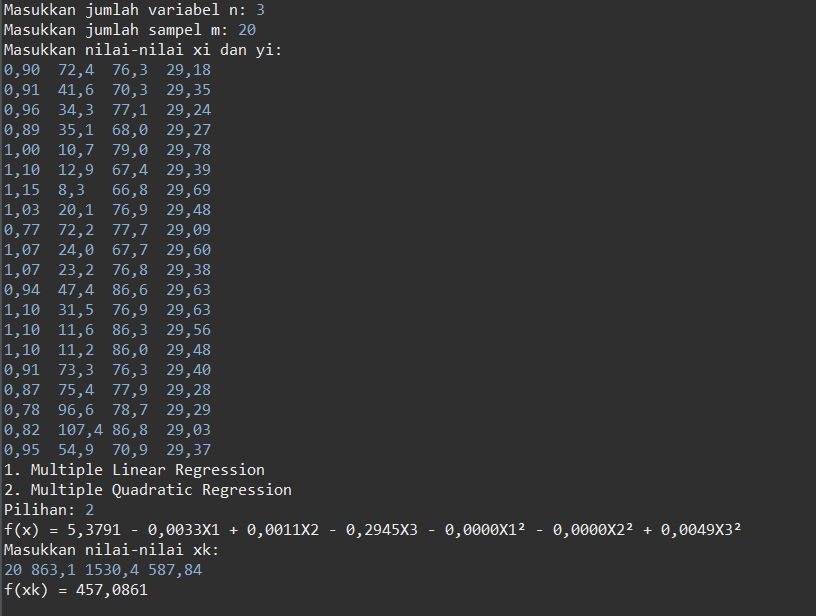 Masukkan jumlah variabel n: 3
Masukkan jumlah sampel m: 20
Masukkan nilai-nilai xi dan yi:
0,90 72,4 76,3 29,18
0,91 41,6 70,3 29,35
0,96 34,3 77,1 29,24
0,89 35,1 68,0 29,27
1,00 10,7 79,0 29,78
1,10 12,9 67,4 29,39
1,15 8,3 66,8 29,69
1,03 20,1 76,9 29,48
0,77 72,2 77,7 29,09
1,07 24,0 67,7 29,60
1,07 23,2 76,8 29,38
0,94 47,4 86,6 29,63
1,10 31,5 76,9 29,63
1,10 11,6 86,3 29,56
1,10 11,2 86,0 29,48
0,91 73,3 76,3 29,40
0,87 75,4 77,9 29,28
0,78 96,6 78,7 29,29
0,82 107,4 86,8 29,03
0,95 54,9 70,9 29,37
1. Multiple Linear Regression
2. Multiple Quadratic Regression
Pilihan: 2
f(x) = 5,3791 - 0,0033X1 + 0,0011X2 - 0,2945X3 - 0,0000X1² - 0,0000X2² + 0,0049X3²
Masukkan nilai-nilai xk:
20 863,1 1530,4 587,84
f(xk) = 457,0861